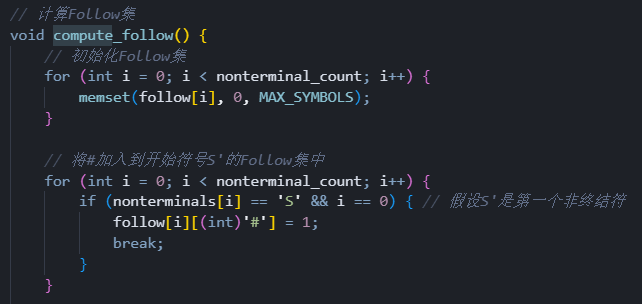 // 计算Follow集
void compute_follow() {
    // 初始化Follow集
    for (int i = 0; i < nonterminal_count; i++) {
        memset(follow[i], 0, MAX_SYMBOLS);
    }

    // 将#加入到开始符号S'的Follow集中
    for (int i = 0; i < nonterminal_count; i++) {
        if (nonterminals[i] == 'S' && i == 0) { // 假设S'是第一个非终结符
            follow[i][(int)'#'] = 1;
            break;
        }
    }